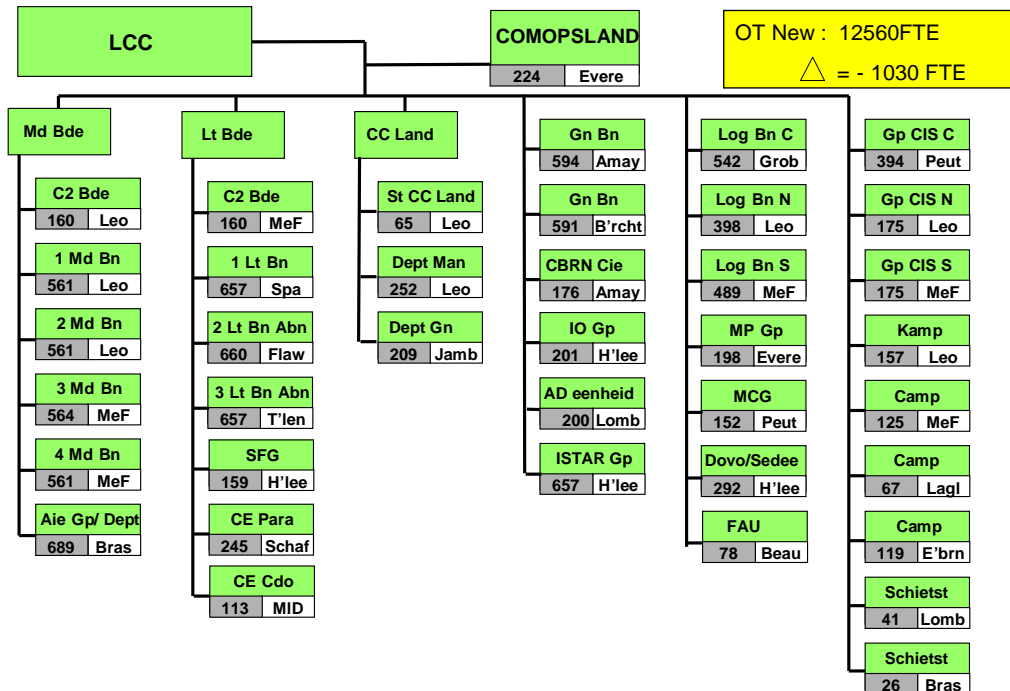 LCC
COMOPSLAND
224 Evere
OT New : 12560FTE
△ = - 1030 FTE
Md Bde
C2 Bde
160 Leo
1 Md Bn
561 Leo
2 Md Bn
561 Leo
3 Md Bn
564 MeF
4 Md Bn
561 MeF
Aie Gp/ Dept
689 Bras
Lt Bde
C2 Bde
160 MeF
1 Lt Bn
657 Spa
2 Lt Bn Abn
660 Flaw
3 Lt Bn Abn
657 T'len
SFG
159 H'lee
CE Para
245 Schaf
CE Cdo
113 MID
CC Land
St CC Land
65 Leo
Dept Man
252 Leo
Dept Gn
209 Jamb
Gn Bn
594 Amay
Gn Bn
591 B'rcht
CBRN Cie
176 Amay
IO Gp
201 H'lee
AD eenheid
200 Lomb
ISTAR Gp
657 H'lee
Log Bn C
542 Grob
Log Bn N
398 Leo
Log Bn S
489 MeF
MP Gp
198 Evere
MCG
152 Peut
Dovo/Sedee
292 H'lee
FAU
78 Beau
Gp CIS C
394 Peut
Gp CIS N
175 Leo
Gp CIS S
175 MeF
Kamp
157 Leo
Camp
125 MeF
Camp
67 Lagl
Camp
119 E'brn
Schietst
41 Lomb
Schietst
26 Bras